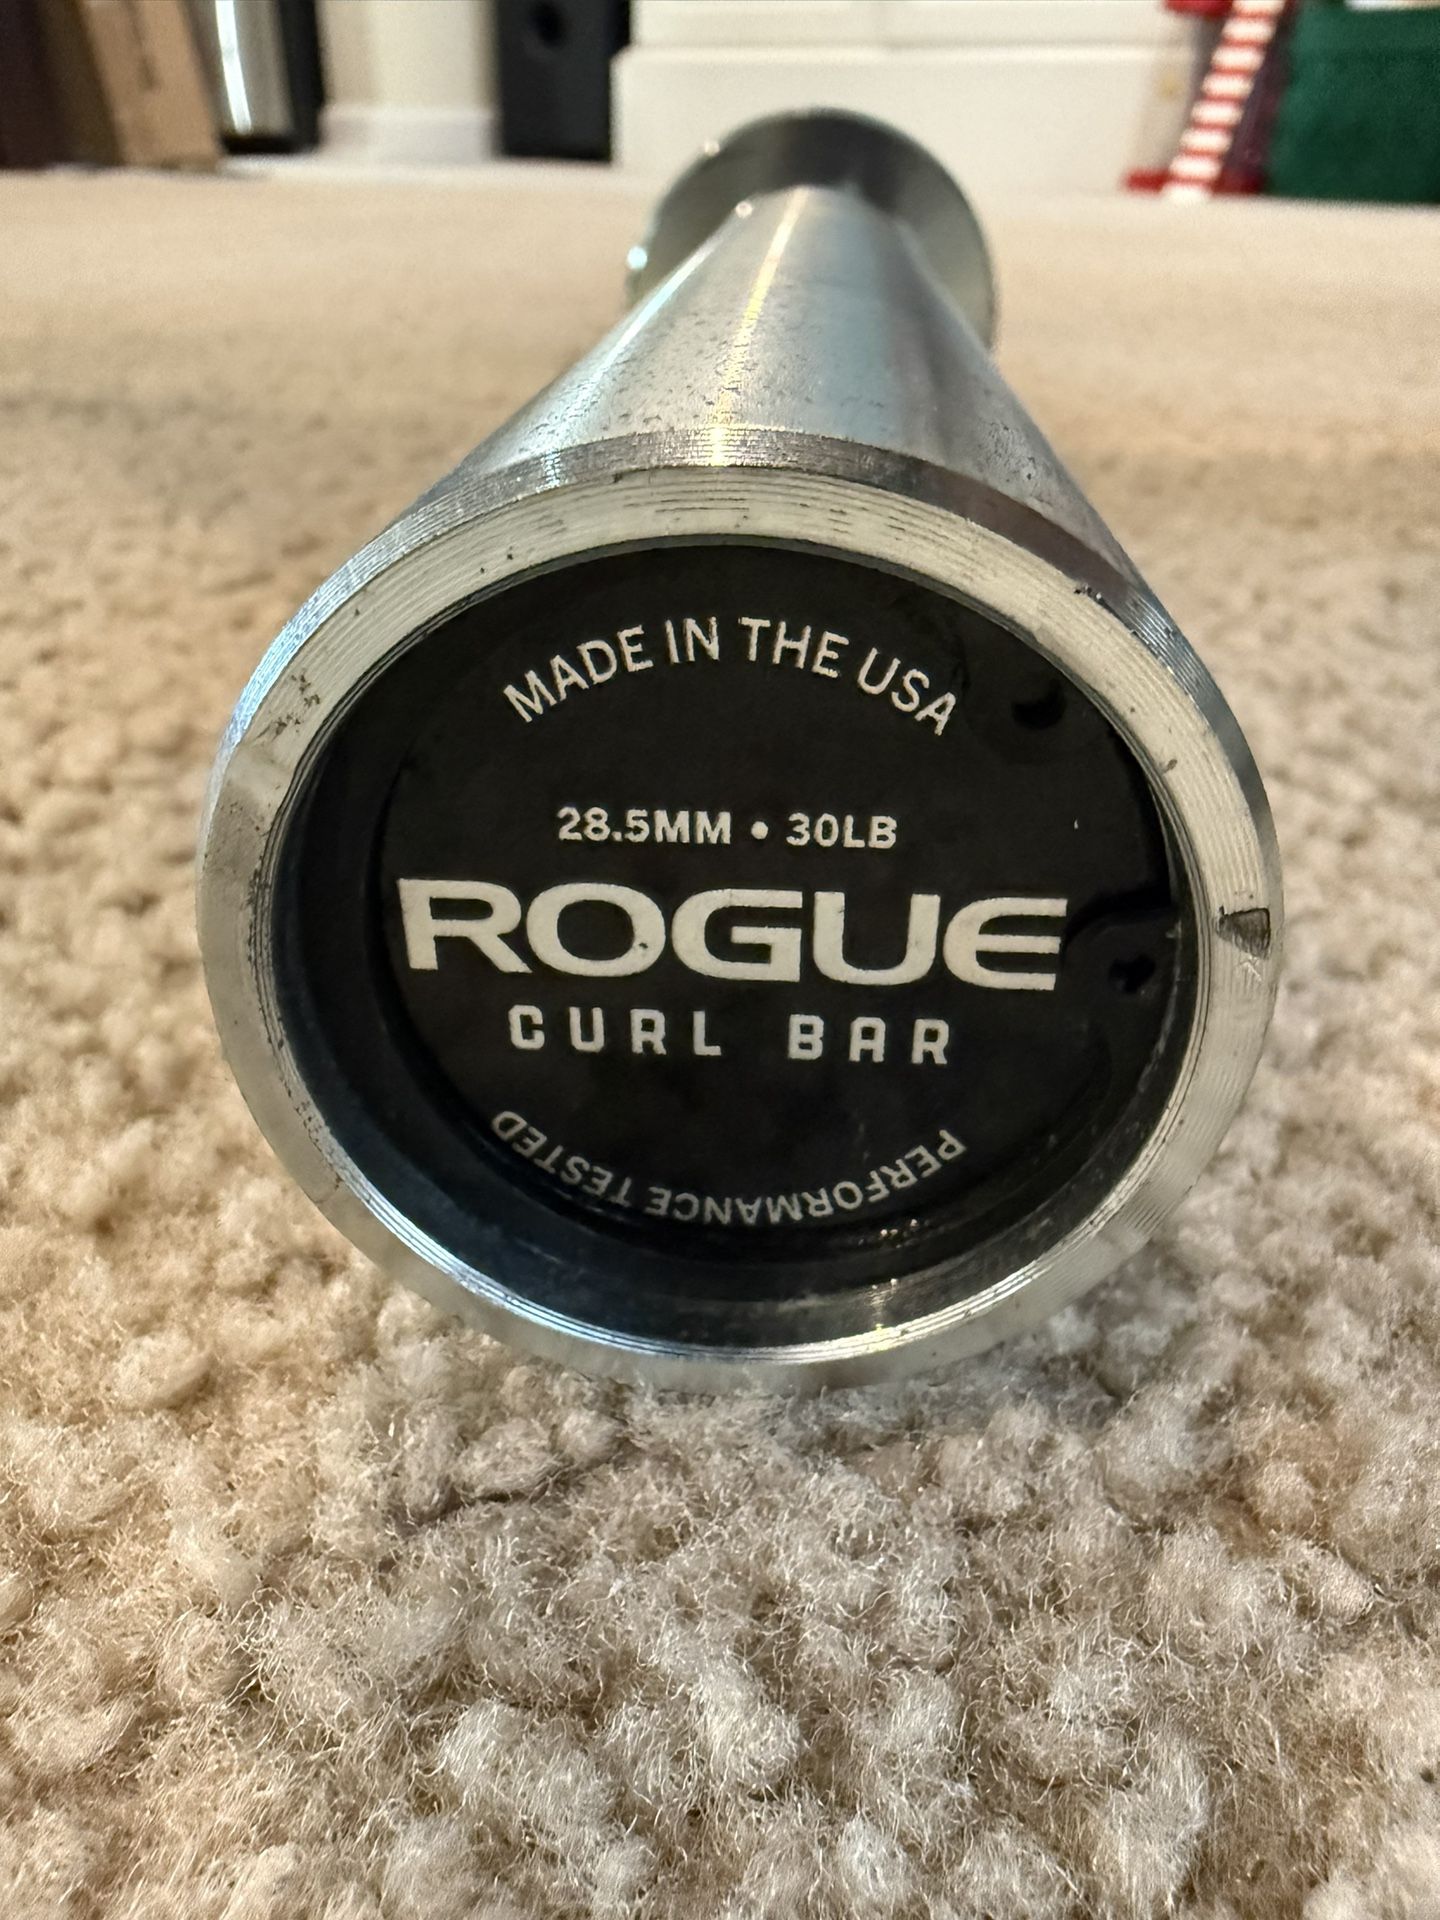 MADE IN THE USA
28.5MM • 30LB
ROGUE
CURL BAR
PERFORMANCE TESTED